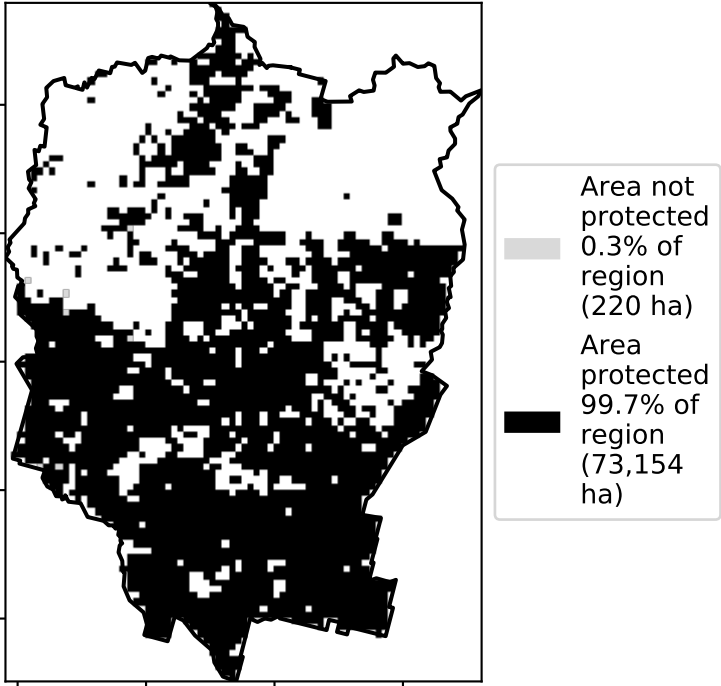 Area not
protected
0.3% of
region
(220 ha)
Area
protected
99.7% of
region
(73,154
ha)